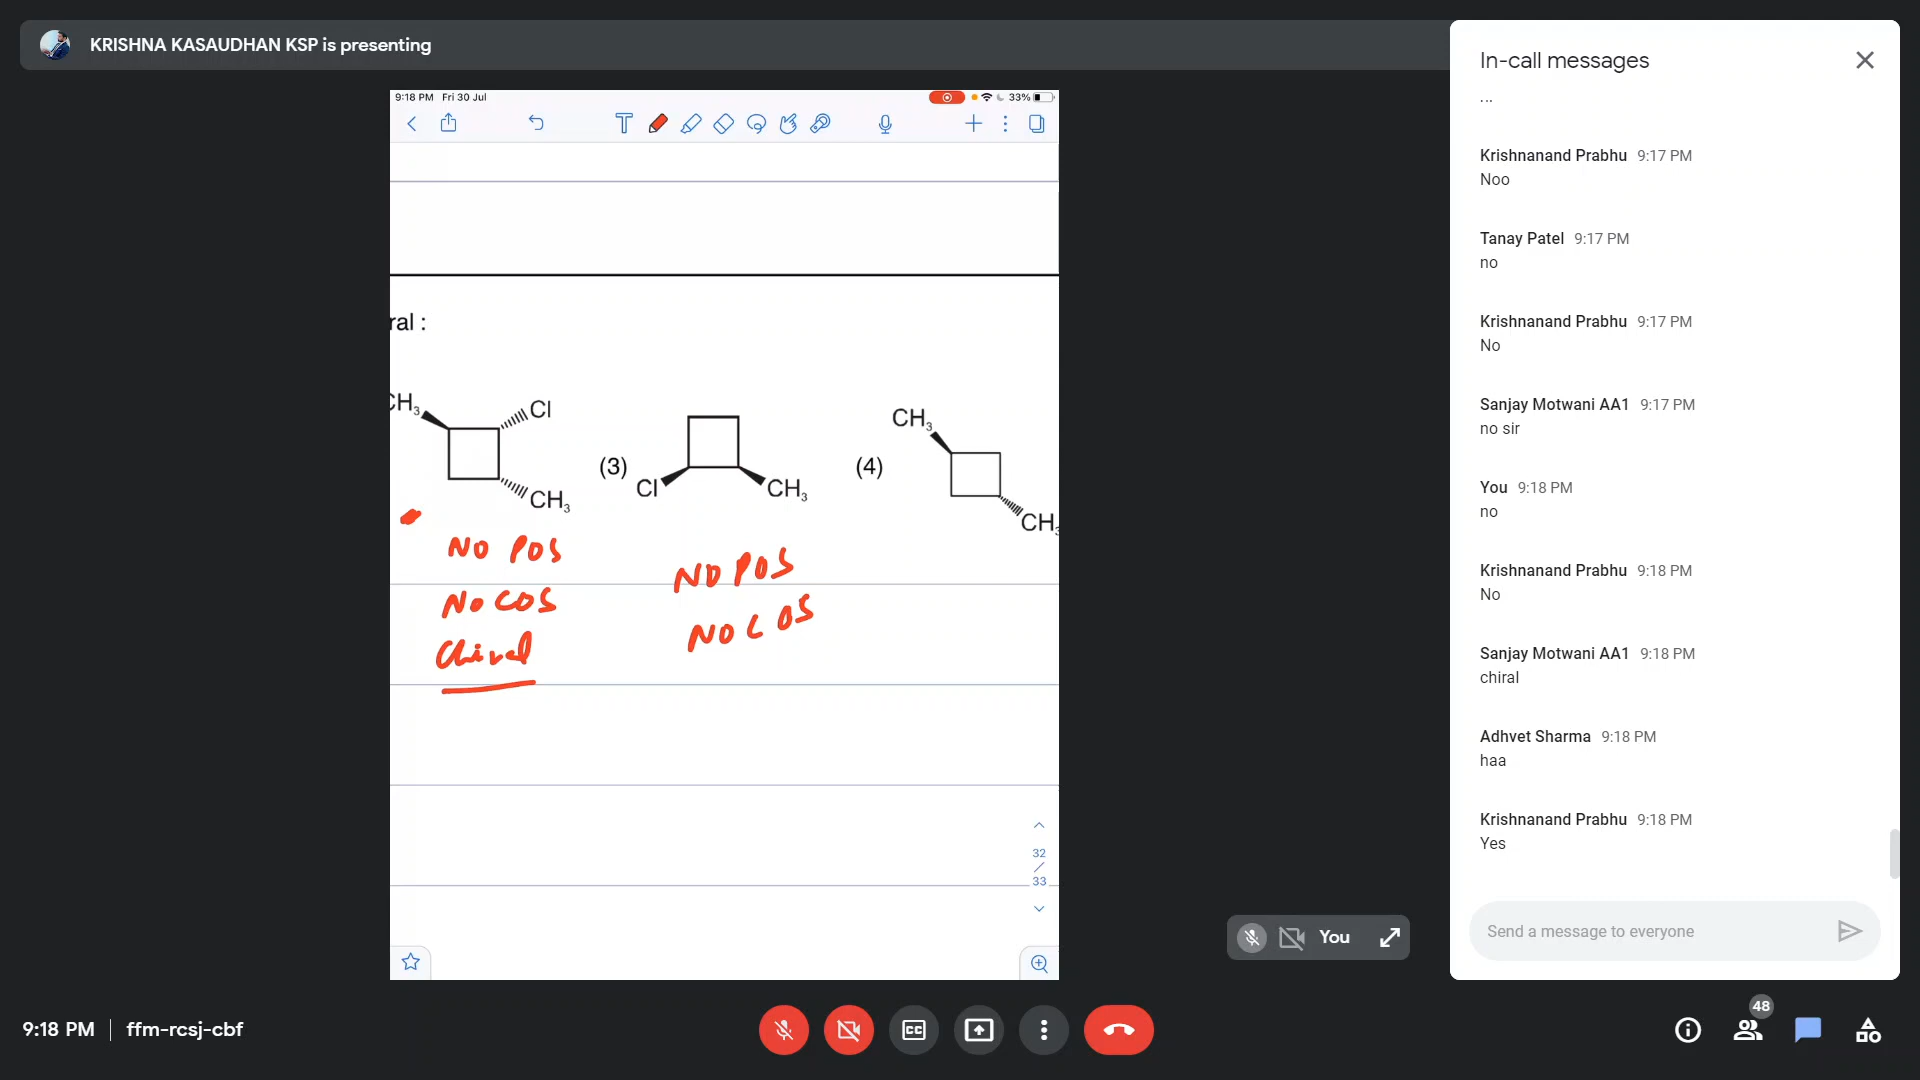 KRISHNA KASAUDHAN KSP is presenting
9:18 PM Fri 30 Jul
33%
ral :
CH3
Cl
CH3
(3)
Cl
CH3
(4)
CH3
CH3
NO POS
NO COS
Chiral
NO POS
NO COS
32
33
In-call messages
...
Krishnanand Prabhu 9:17 PM
Noo
Tanay Patel 9:17 PM
no
Krishnanand Prabhu 9:17 PM
No
Sanjay Motwani AA1 9:17 PM
no sir
You 9:18 PM
no
Krishnanand Prabhu 9:18 PM
No
Sanjay Motwani AA1 9:18 PM
chiral
Adhvet Sharma 9:18 PM
haa
Krishnanand Prabhu 9:18 PM
Yes
Send a message to everyone
You
9:18 PM | ffm-rcsj-cbf
CC
48